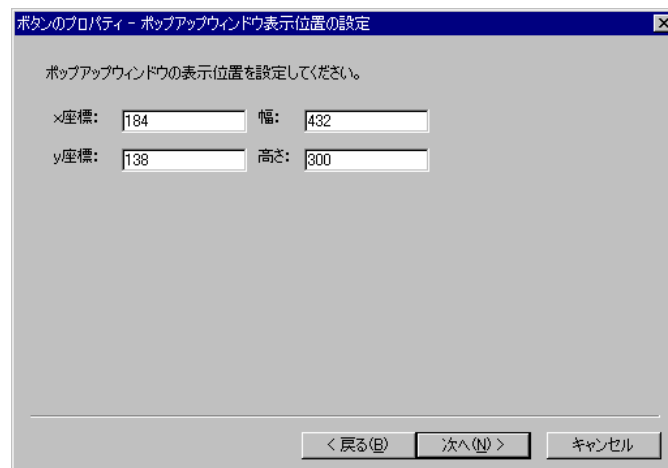 ボタンのプロパティ - ポップアップウィンドウ表示位置の設定
ポップアップウィンドウの表示位置を設定してください。
x座標: 184 幅: 432
y座標: 138 高さ: 300
< 戻る(B) 次へ(N) > キャンセル